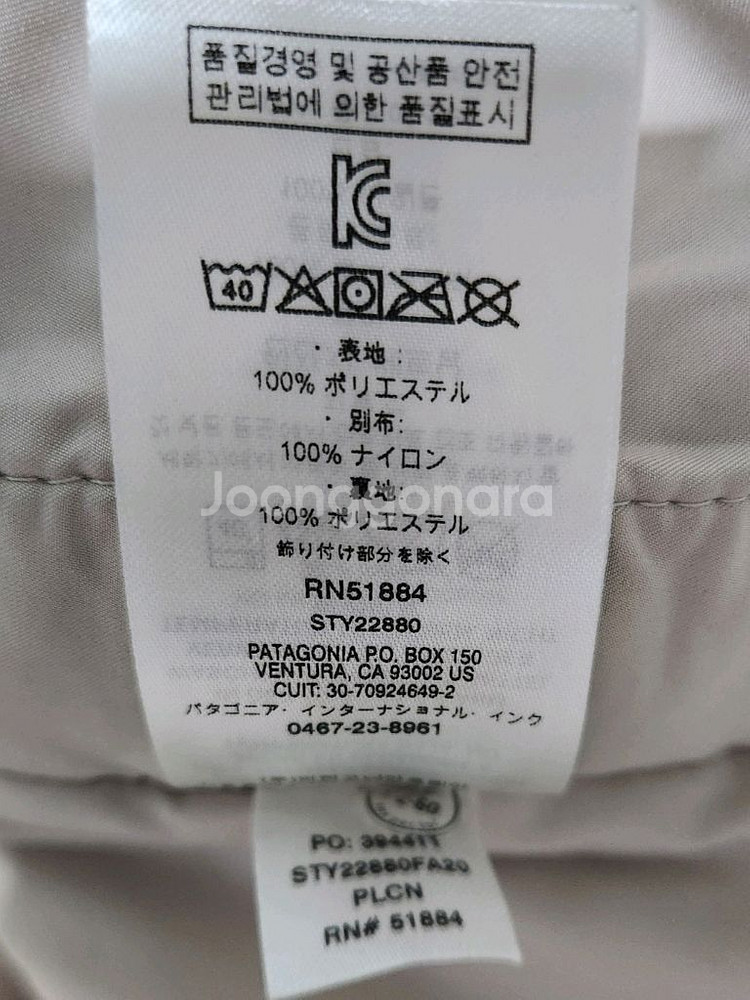 품질경영 및 공산품 안전
관리법에 의한 품질표시
KC
40
・表地:
100% ポリエステル
・別布:
100% ナイロン
・裏地:
100% ポリエステル
飾り付け部分を除く
RN51884
STY22880
PATAGONIA P.O. BOX 150
VENTURA, CA 93002 US
CUIT: 30-70924649-2
パタゴニア・インターナショナル・インク
0467-23-8961
PO: 394411
STY22880FA20
PLCN
RN# 51884
Joonggonara